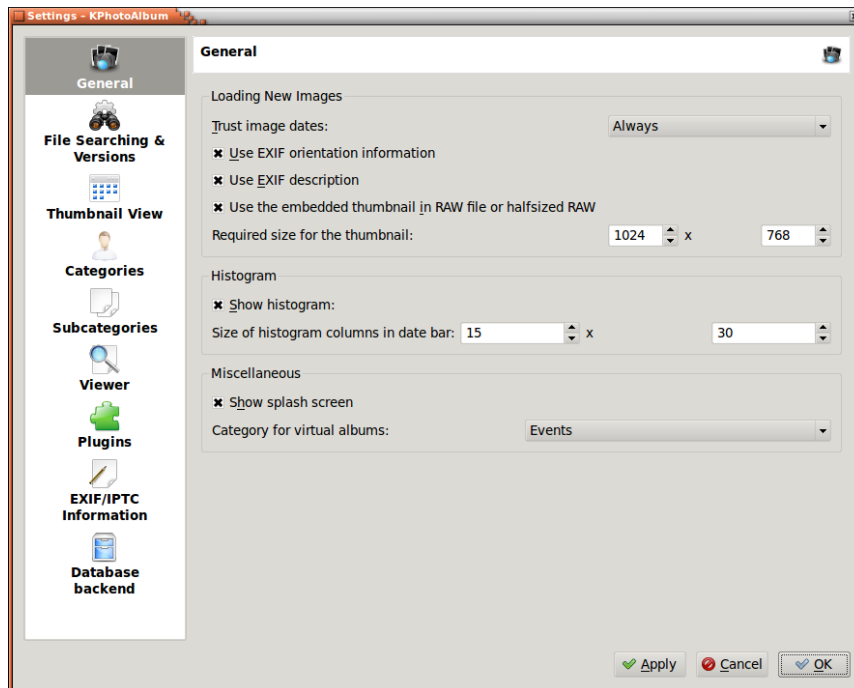 Settings – KPhotoAlbum
General
File Searching &
Versions
Thumbnail View
Categories
Subcategories
Viewer
Plugins
EXIF/IPTC
Information
Database
backend
General
Loading New Images
Trust image dates: Always
Use EXIF orientation information
Use EXIF description
Use the embedded thumbnail in RAW file or halfsized RAW
Required size for the thumbnail: 1024 x 768
Histogram
Show histogram:
Size of histogram columns in date bar: 15 x 30
Miscellaneous
Show splash screen
Category for virtual albums: Events
Apply Cancel OK